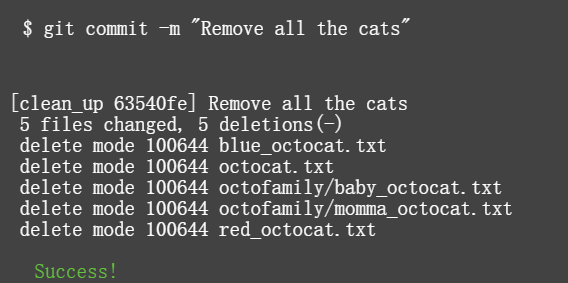 $ git commit -m "Remove all the cats"
[clean_up 63540fe] Remove all the cats
5 files changed, 5 deletions(-)
delete mode 100644 blue_octocat.txt
delete mode 100644 octocat.txt
delete mode 100644 octofamily/baby_octocat.txt
delete mode 100644 octofamily/momma_octocat.txt
delete mode 100644 red_octocat.txt
Success!